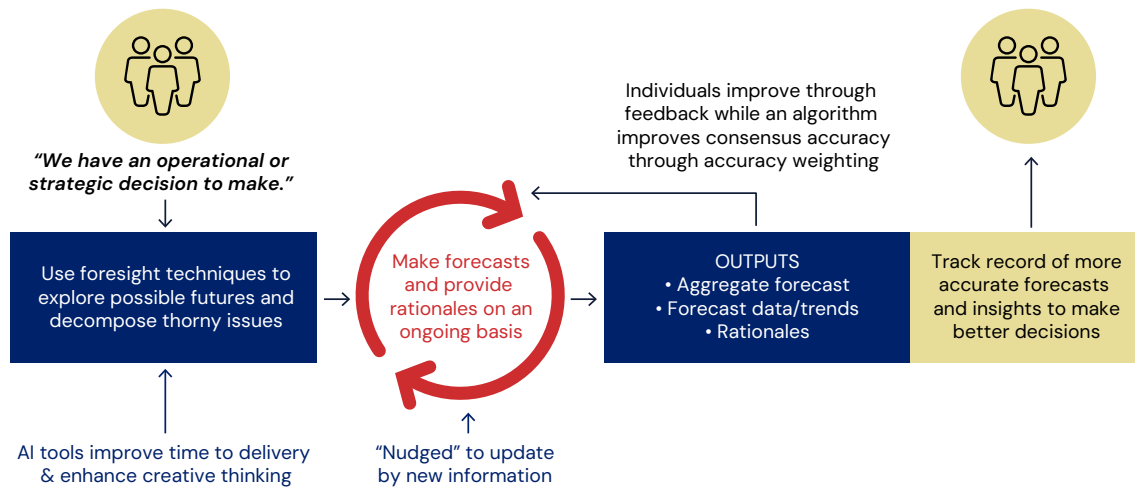 “We have an operational or
strategic decision to make.”
Use foresight techniques to
explore possible futures and
decompose thorny issues
AI tools improve time to delivery
& enhance creative thinking
Make forecasts
and provide
rationales on an
ongoing basis
“Nudged” to update
by new information
Individuals improve through
feedback while an algorithm
improves consensus accuracy
through accuracy weighting
OUTPUTS
• Aggregate forecast
• Forecast data/trends
• Rationales
Track record of more
accurate forecasts
and insights to make
better decisions